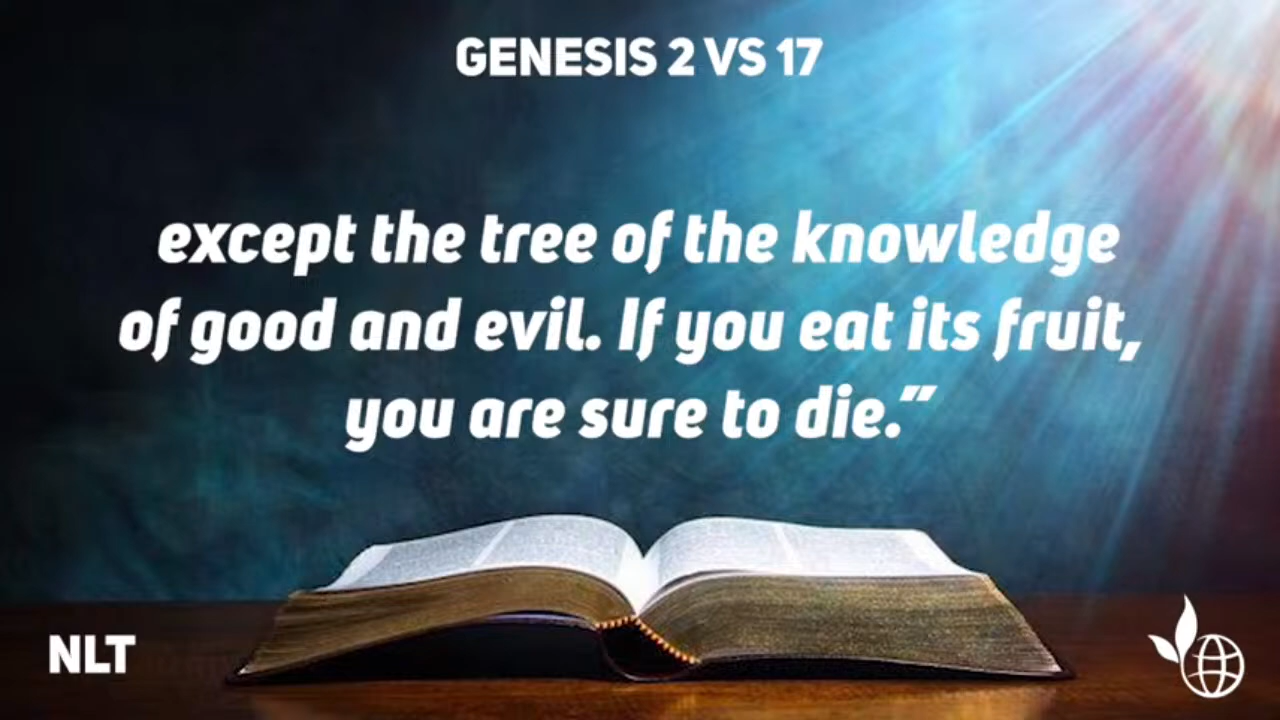 GENESIS 2 VS 17
except the tree of the knowledge
of good and evil. If you eat its fruit,
you are sure to die.”
NLT